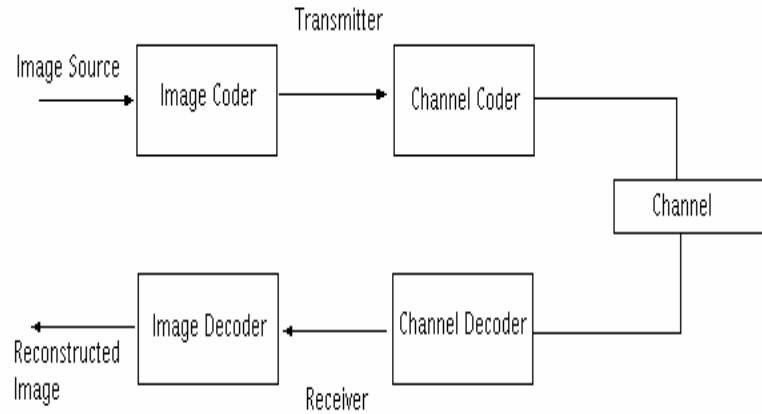 Transmitter
Image Source
Image Coder
Channel Coder
Channel
Image Decoder
Channel Decoder
Reconstructed
Image
Receiver